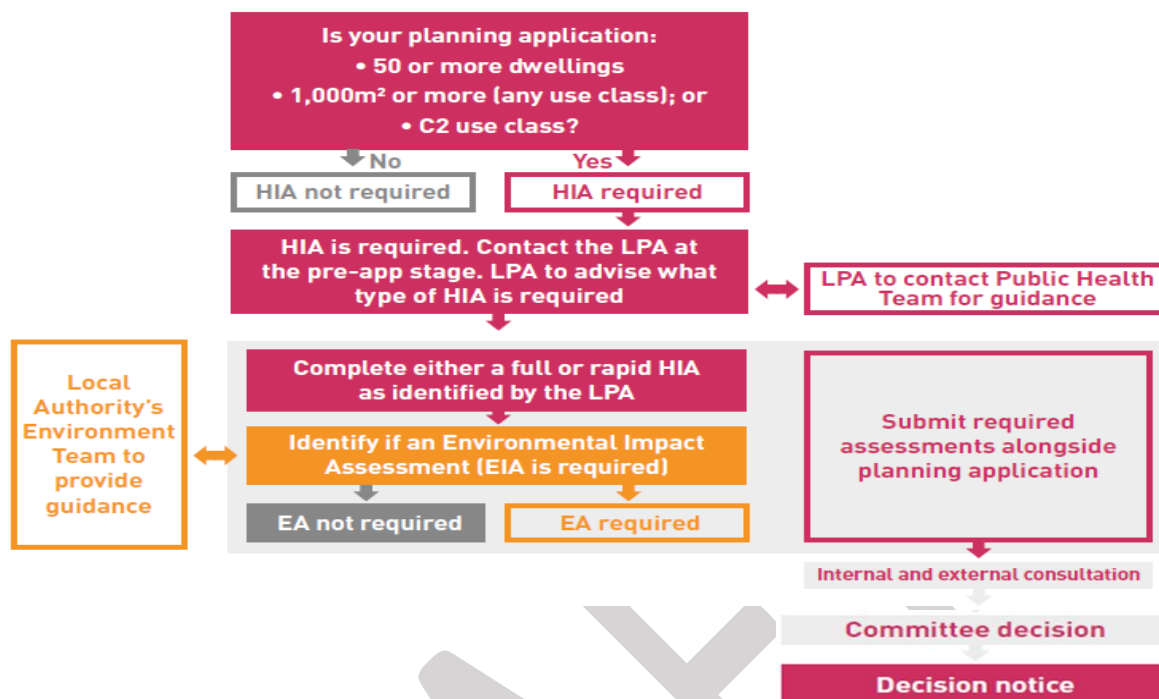 Is your planning application:
• 50 or more dwellings
• 1,000m² or more (any use class); or
• C2 use class?
No
Yes
HIA not required
HIA required
HIA is required. Contact the LPA at
the pre-app stage. LPA to advise what
type of HIA is required
LPA to contact Public Health
Team for guidance
Local
Authority's
Environment
Team to
provide
guidance
Complete either a full or rapid HIA
as identified by the LPA
Identify if an Environmental Impact
Assessment (EIA is required)
EA not required
EA required
Submit required
assessments alongside
planning application
Internal and external consultation
Committee decision
Decision notice